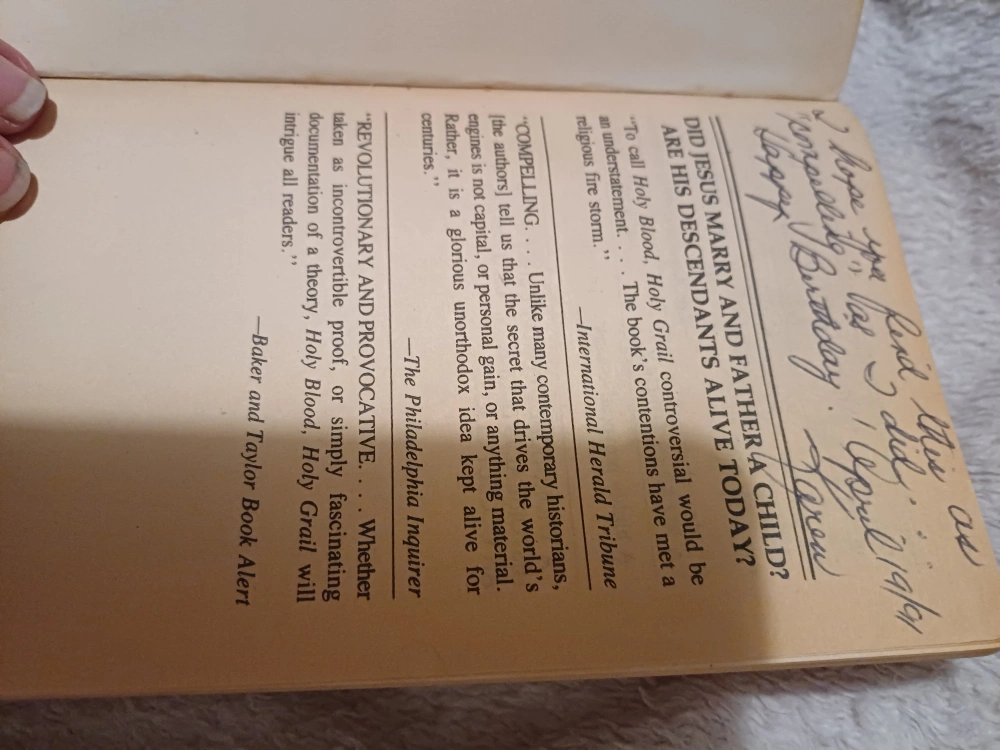 I hope you find this as
as I did.
Happy Birthday. April 19/91
Karen
DID JESUS MARRY AND FATHER A CHILD?
ARE HIS DESCENDANTS ALIVE TODAY?
"To call Holy Blood, Holy Grail controversial would be
an understatement. . . . The book's contentions have met a
religious fire storm."
—International Herald Tribune
"COMPELLING. . . . Unlike many contemporary historians,
[the authors] tell us that the secret that drives the world's
engines is not capital, or personal gain, or anything material.
Rather, it is a glorious unorthodox idea kept alive for
centuries."
—The Philadelphia Inquirer
"REVOLUTIONARY AND PROVOCATIVE. . . . Whether
taken as incontrovertible proof, or simply fascinating
documentation of a theory, Holy Blood, Holy Grail will
intrigue all readers."
—Baker and Taylor Book Alert